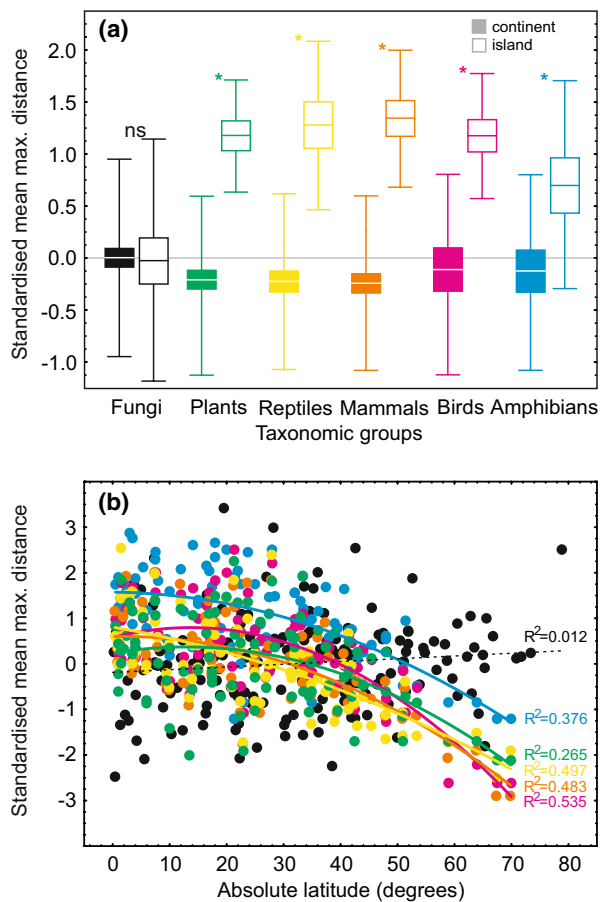 (a)
continent
island
Standardised mean max. distance
2.0
1.5
1.0
0.5
0.0
-0.5
-1.0
ns
*
*
*
*
*
Fungi Plants Reptiles Mammals Birds Amphibians
Taxonomic groups
(b)
Standardised mean max. distance
3
2
1
0
-1
-2
-3
R²=0.012
R²=0.376
R²=0.265
R²=0.497
R²=0.483
R²=0.535
0 10 20 30 40 50 60 70 80
Absolute latitude (degrees)